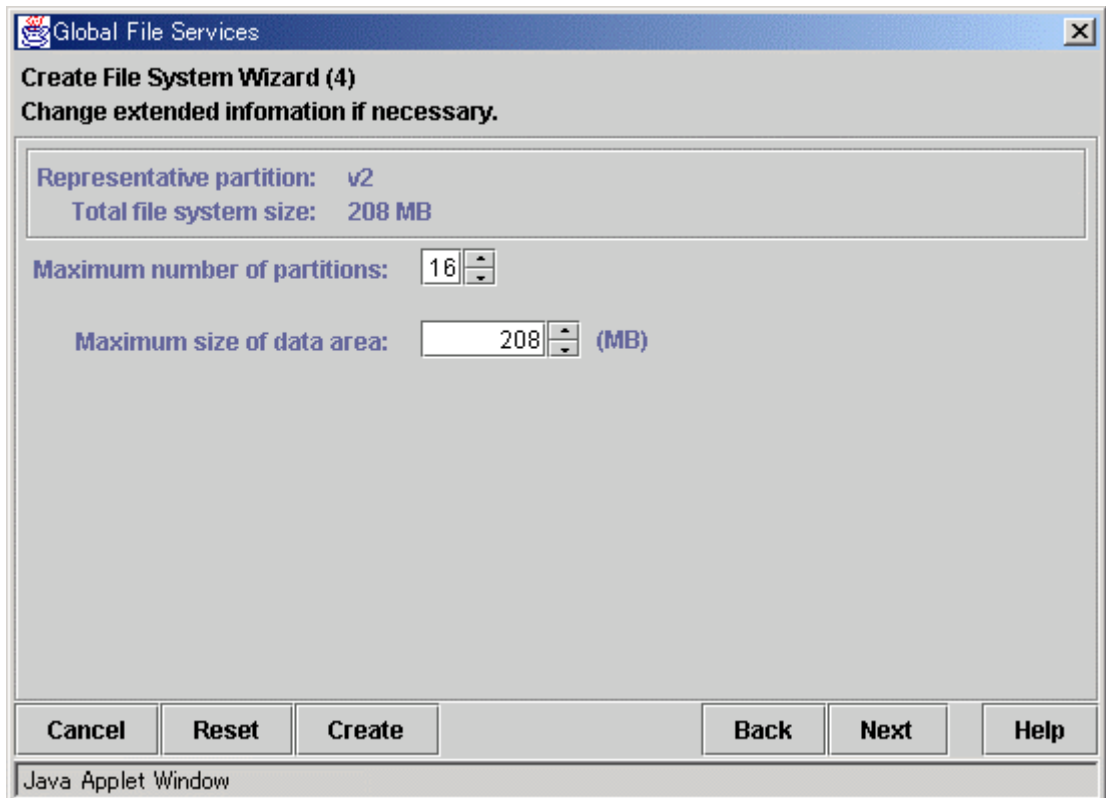 Global File Services
Create File System Wizard (4)
Change extended infomation if necessary.
Representative partition: v2
Total file system size: 208 MB
Maximum number of partitions: 16
Maximum size of data area: 208 (MB)
Cancel Reset Create Back Next Help
Java Applet Window